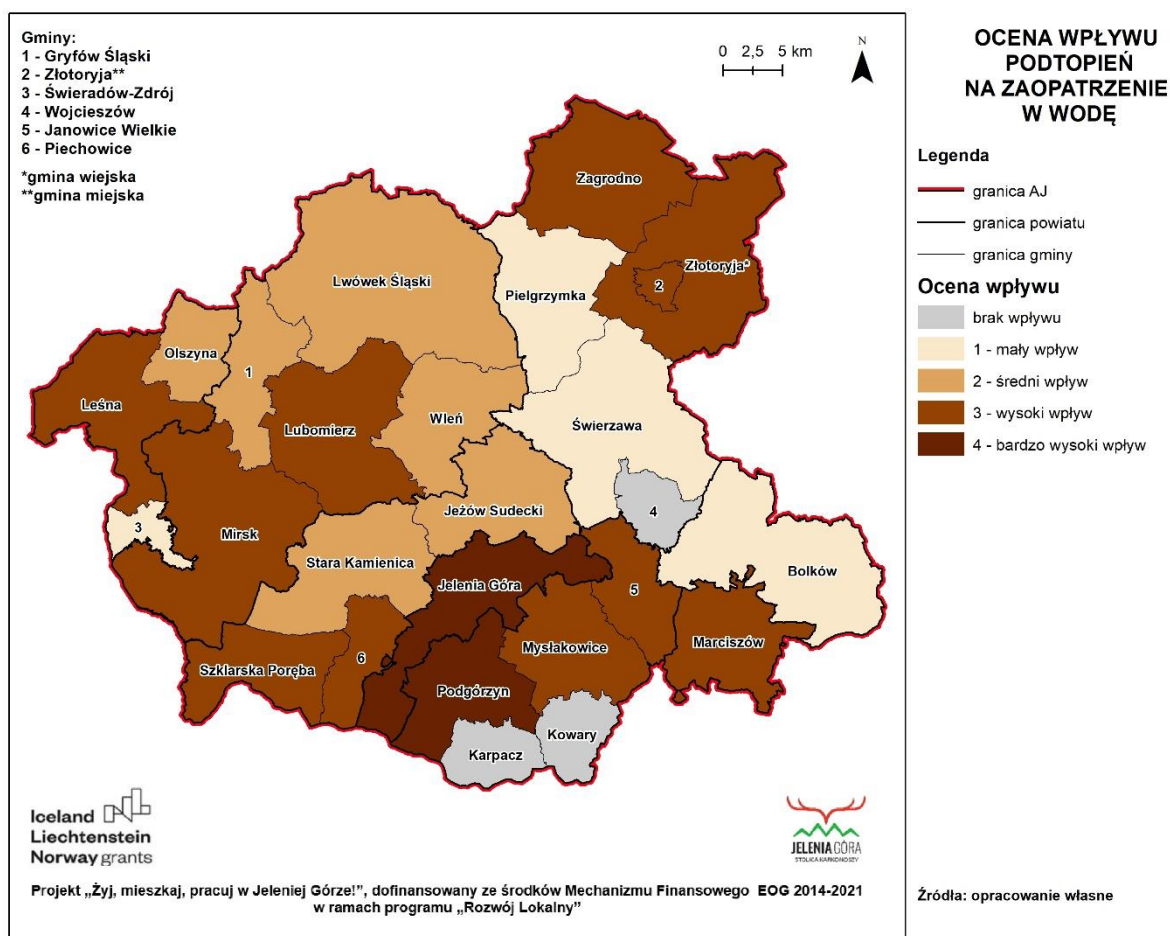 Gminy:
1 - Gryfów Śląski
2 - Złotoryja**
3 - Świeradów-Zdrój
4 - Wojcieszów
5 - Janowice Wielkie
6 - Piechowice
*gmina wiejska
**gmina miejska
0 2,5 5 km
N
OCENA WPŁYWU
PODTOPIEŃ
NA ZAOPATRZENIE
W WODĘ
Legenda
granica AJ
granica powiatu
granica gminy
Ocena wpływu
brak wpływu
1 - mały wpływ
2 - średni wpływ
3 - wysoki wpływ
4 - bardzo wysoki wpływ
Zagrodno
Złotoryja*
2
Pielgrzymka
Lwówek Śląski
Olszyna
1
Leśna
Lubomierz
Wleń
Świerzawa
4
3
Mirsk
Jeżów Sudecki
Stara Kamienica
Jelenia Góra
Bolków
5
Mysłakowice
Marciszów
6
Szklarska Poręba
Podgórzyn
Kowary
Karpacz
Iceland
Liechtenstein
Norway grants
JELENIA GÓRA
STOLICA KARKONOSZY
Projekt „Żyj, mieszkaj, pracuj w Jeleniej Górze!”, dofinansowany ze środków Mechanizmu Finansowego EOG 2014-2021
w ramach programu „Rozwój Lokalny”
Źródła: opracowanie własne